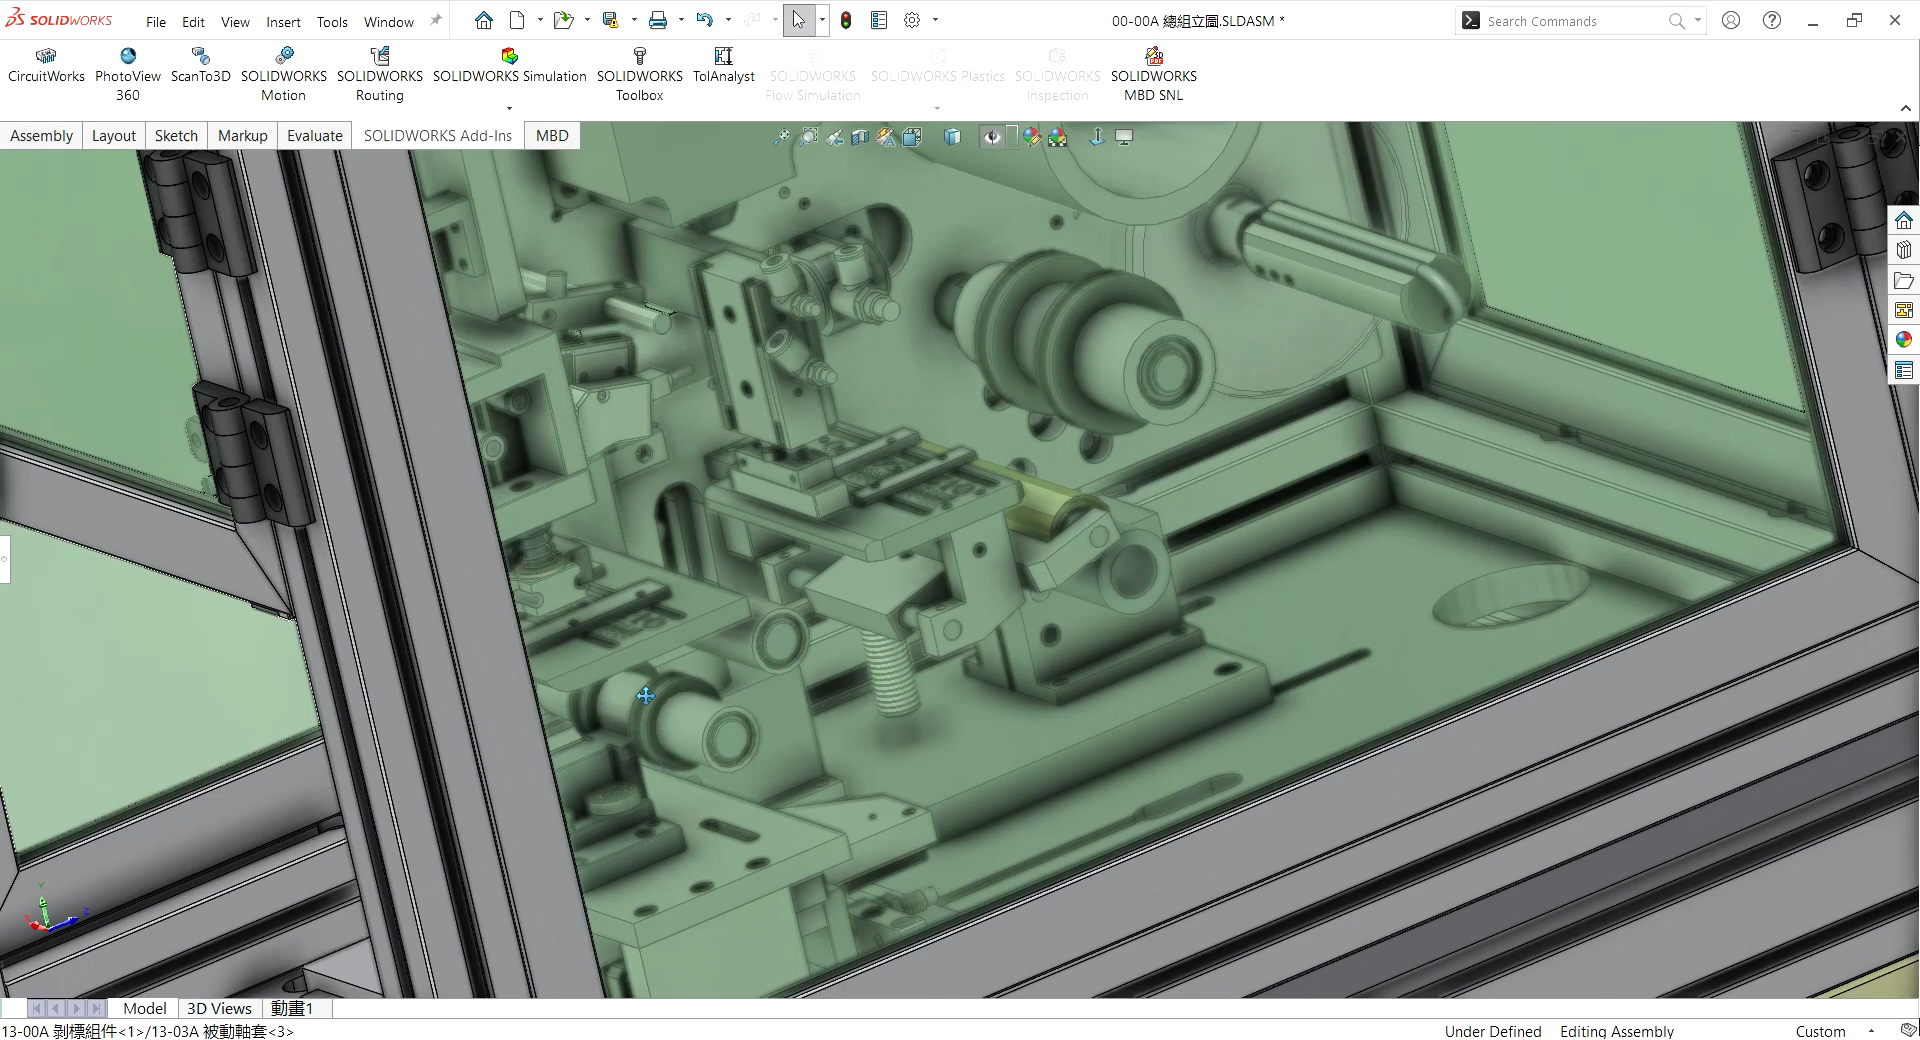 SOLIDWORKS File Edit View Insert Tools Window 00-00A 總組立圖.SLDASM * Search Commands
CircuitWorks PhotoView 360 ScanTo3D SOLIDWORKS Motion SOLIDWORKS Routing SOLIDWORKS Simulation SOLIDWORKS Toolbox TolAnalyst SOLIDWORKS Flow Simulation SOLIDWORKS Plastics SOLIDWORKS Inspection SOLIDWORKS MBD SNL
Assembly Layout Sketch Markup Evaluate SOLIDWORKS Add-Ins MBD
Y
X Z
Model 3D Views 動畫1
13-00A 剝標組件<1>/13-03A 被動軸套<3> Under Defined Editing Assembly Custom